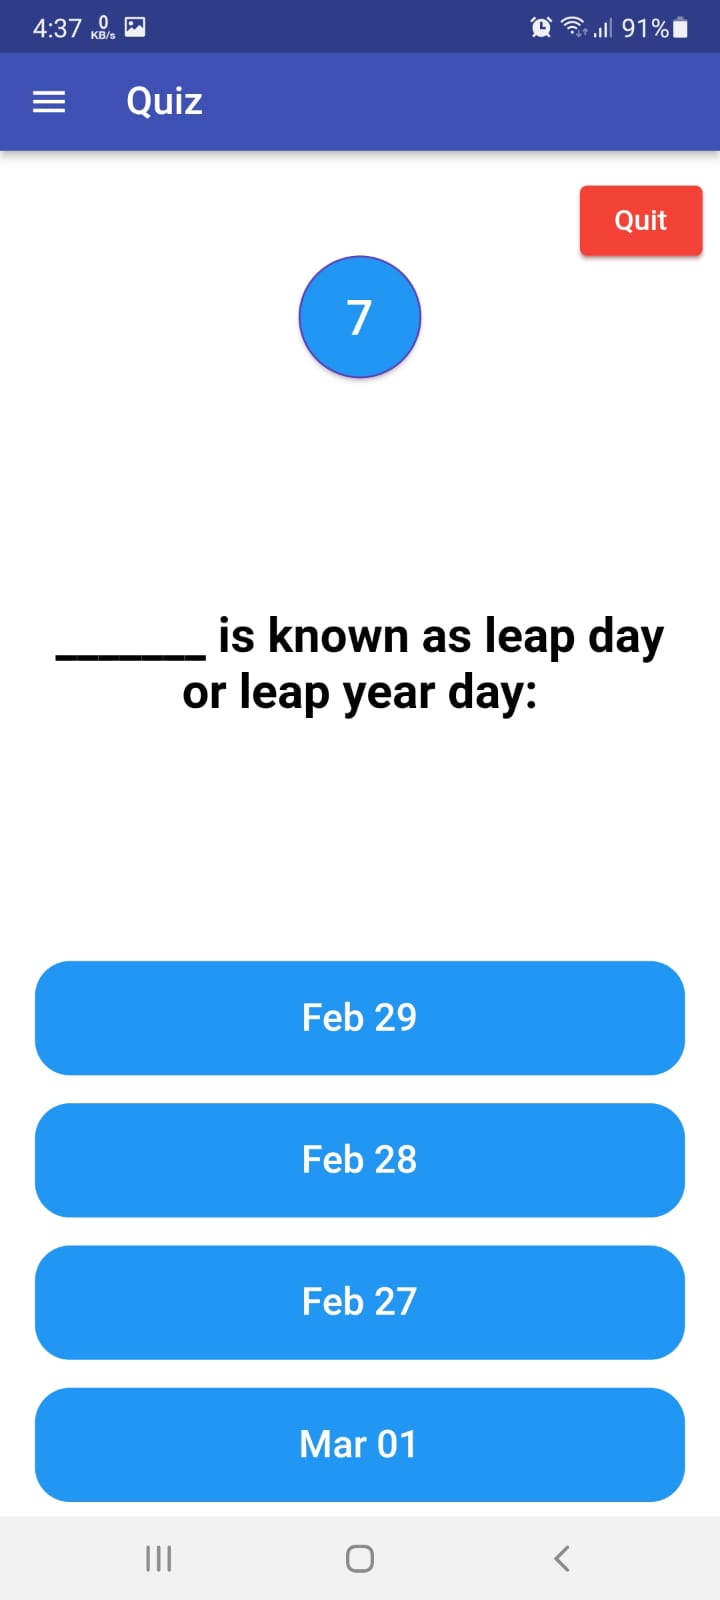 4:37 0 KB/s 91%
Quiz
Quit
7
_______ is known as leap day
or leap year day:
Feb 29
Feb 28
Feb 27
Mar 01